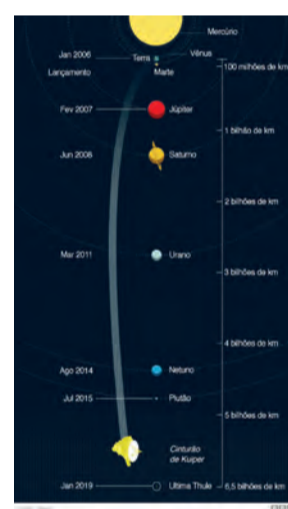 Mercúrio
Vênus
Jan 2006
Terra
Lançamento
Marte
100 milhões de km
Fev 2007
Júpiter
1 bilhão de km
Jun 2008
Saturno
2 bilhões de km
Mar 2011
Urano
3 bilhões de km
4 bilhões de km
Ago 2014
Netuno
Jul 2015
Plutão
5 bilhões de km
Cinturão
de Kuiper
Jan 2019
Ultima Thule
6,5 bilhões de km